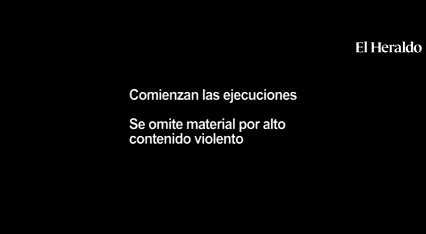 El Heraldo
Comienzan las ejecuciones
Se omite material por alto
contenido violento